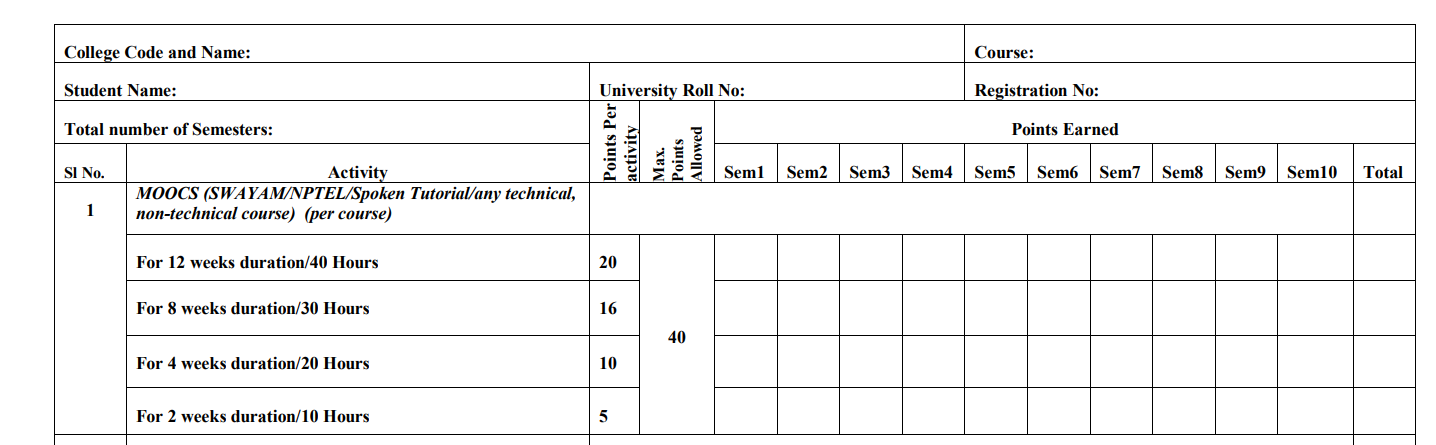 College Code and Name: Course:
Student Name: University Roll No: Registration No:
Total number of Semesters: Points Per activity Max. Points Allowed Points Earned
Sl No. Activity Sem1 Sem2 Sem3 Sem4 Sem5 Sem6 Sem7 Sem8 Sem9 Sem10 Total
1 MOOCS (SWAYAM/NPTEL/Spoken Tutorial/any technical,
non-technical course) (per course)
For 12 weeks duration/40 Hours 20
For 8 weeks duration/30 Hours 16
40
For 4 weeks duration/20 Hours 10
For 2 weeks duration/10 Hours 5